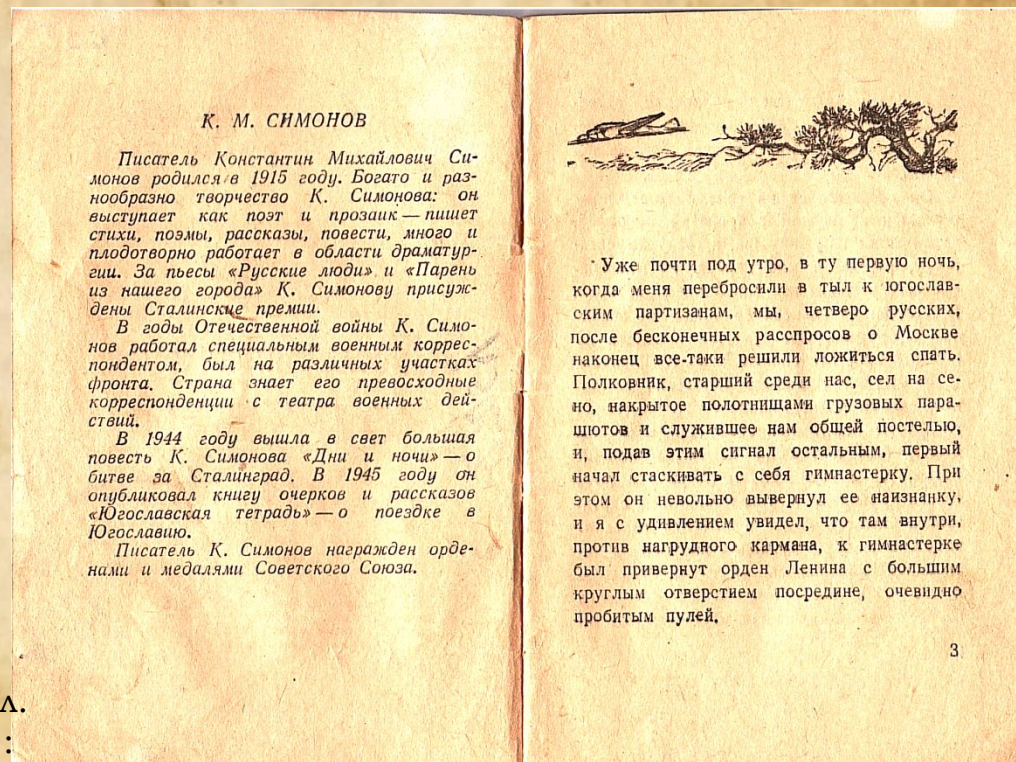 К. М. СИМОНОВ
Писатель Константин Михайлович Си-
монов родился в 1915 году. Богато и раз-
нообразно творчество К. Симонова: он
выступает как поэт и прозаик — пишет
стихи, поэмы, рассказы, повести, много и
плодотворно работает в области драматур-
гии. За пьесы «Русские люди» и «Парень
из нашего города» К. Симонову присуж-
дены Сталинские премии.
В годы Отечественной войны К. Симо-
нов работал специальным военным коррес-
пондентом, был на различных участках
фронта. Страна знает его превосходные
корреспонденции с театра военных дей-
ствий.
В 1944 году вышла в свет большая
повесть К. Симонова «Дни и ночи» — о
битве за Сталинград. В 1945 году он
опубликовал книгу очерков и рассказов
«Югославская тетрадь» — о поездке в
Югославию.
Писатель К. Симонов награжден орде-
нами и медалями Советского Союза.
Уже почти под утро, в ту первую ночь,
когда меня перебросили в тыл к югослав-
ским партизанам, мы, четверо русских,
после бесконечных расспросов о Москве
наконец все-таки решили ложиться спать.
Полковник, старший среди нас, сел на се-
но, накрытое полотнищами грузовых пара-
шютов и служившее нам общей постелью,
и, подав этим сигнал остальным, первый
начал стаскивать с себя гимнастерку. При
этом он невольно вывернул ее наизнанку,
и я с удивлением увидел, что там внутри,
против нагрудного кармана, к гимнастерке
был привернут орден Ленина с большим
круглым отверстием посредине, очевидно
пробитым пулей.
3
л.
: